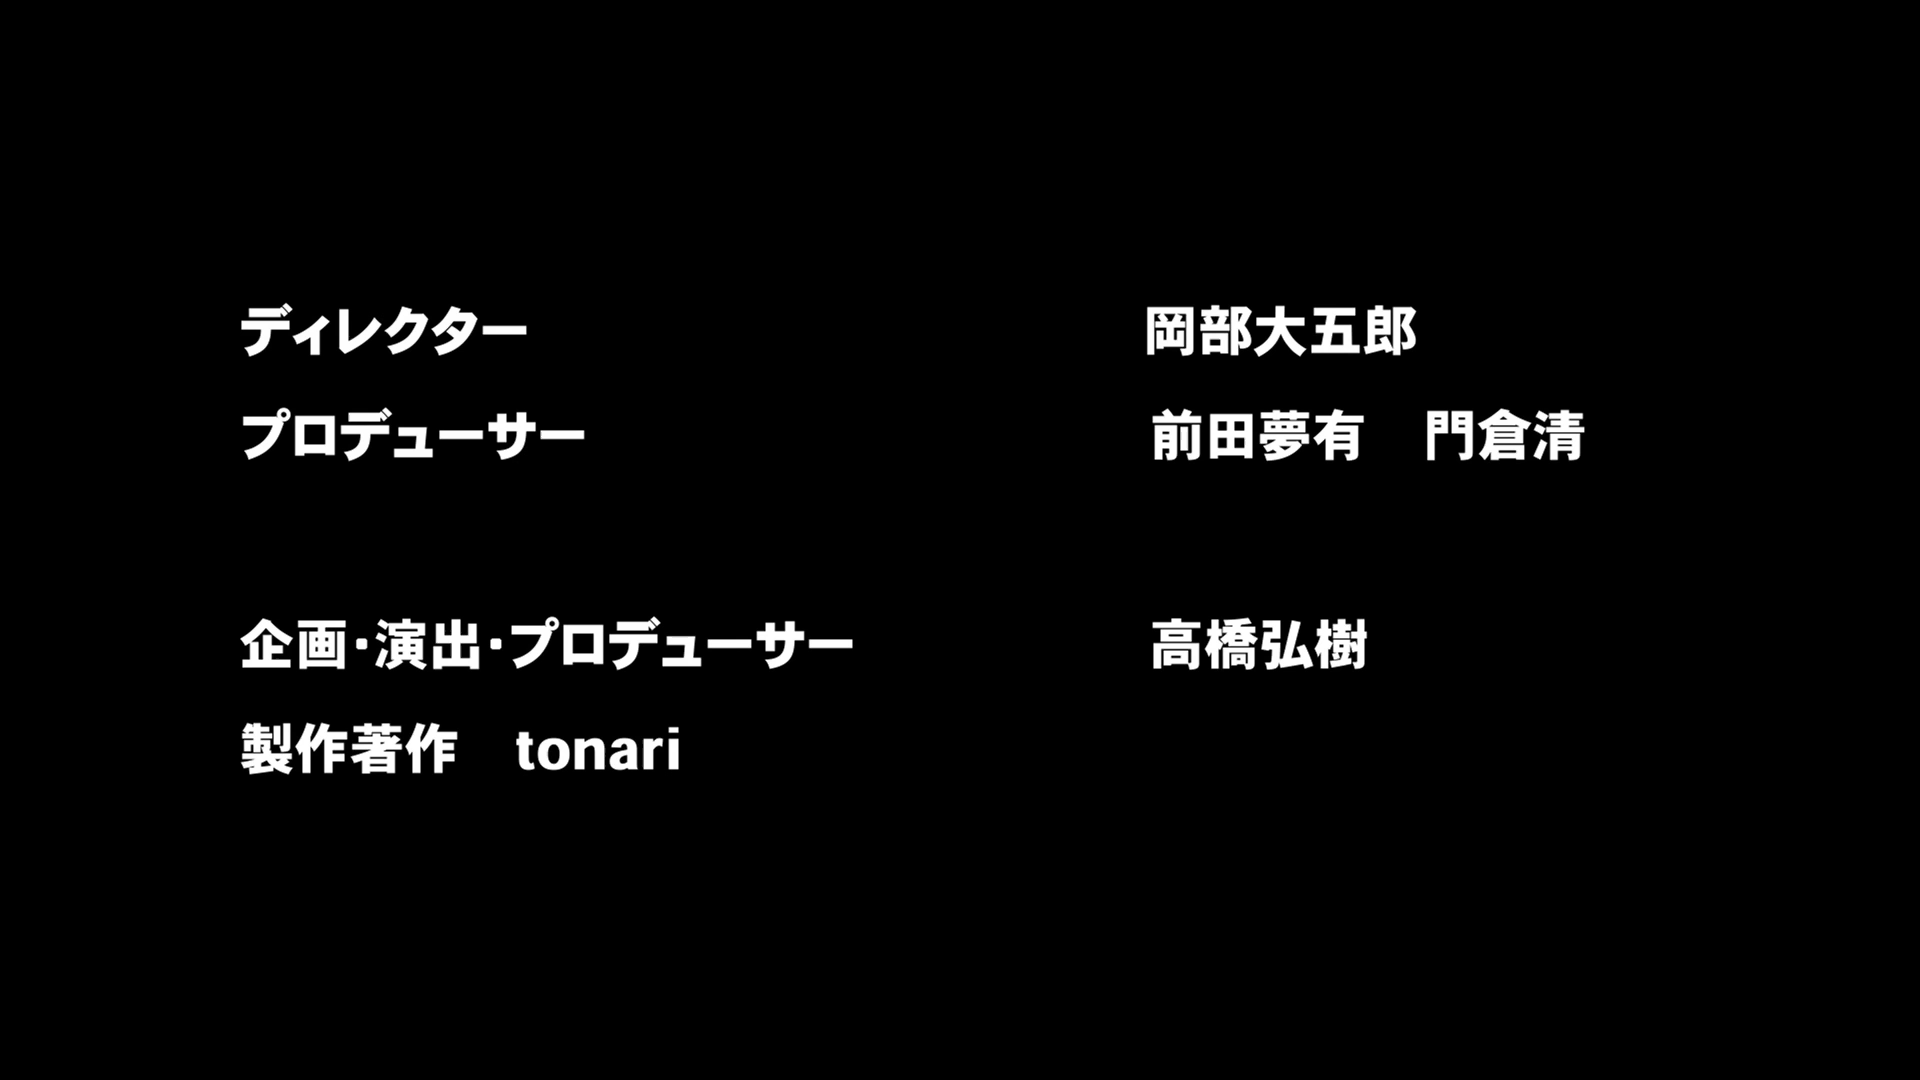 ディレクター 岡部大五郎
プロデューサー 前田夢有　門倉清
企画・演出・プロデューサー 高橋弘樹
製作著作　tonari